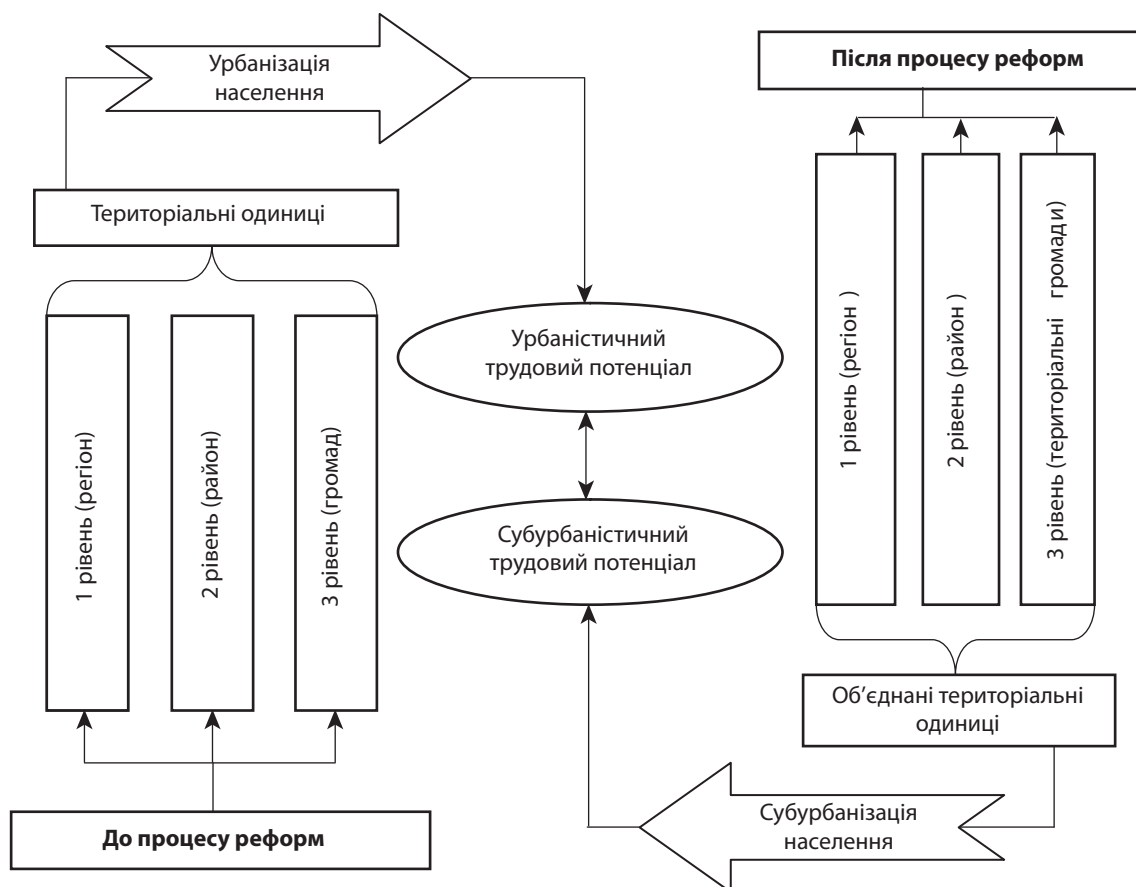 Урбанізація
населення
Після процесу реформ
Територіальні одиниці
1 рівень (регіон)
2 рівень (район)
3 рівень (громад)
Урбаністичний
трудовий потенціал
Субурбаністичний
трудовий потенціал
1 рівень (регіон )
2 рівень (район )
3 рівень (територіальні громади)
Об’єднані територіальні
одиниці
До процесу реформ
Субурбанізація
населення